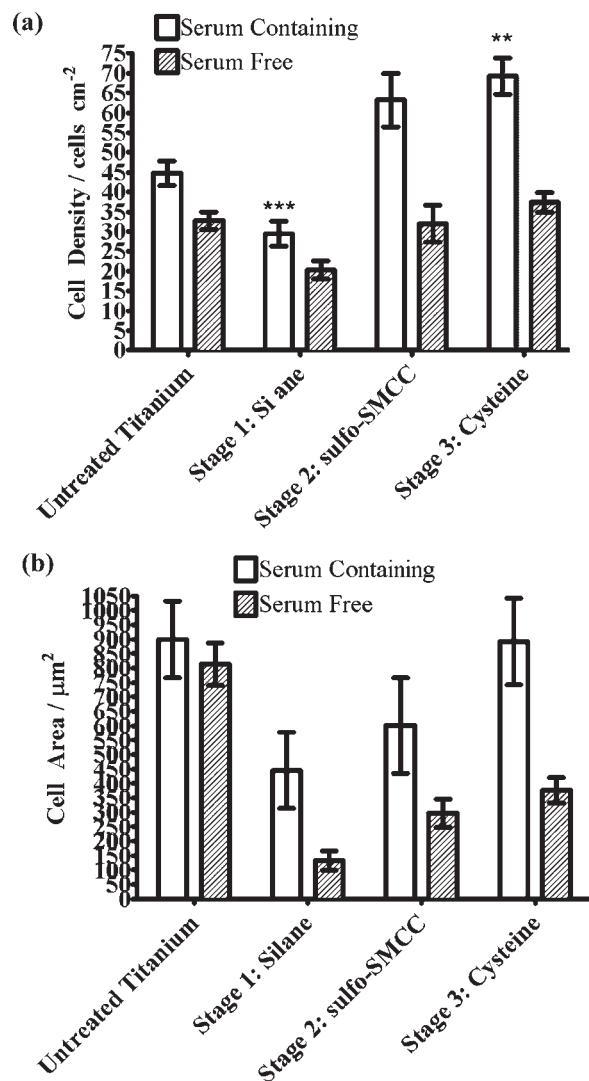 (a)
Serum Containing
Serum Free
**
***
75
70
65
60
55
50
45
40
35
30
25
20
15
10
5
0
Cell Density / cells cm-2
Untreated Titanium
Stage 1: Si ane
Stage 2: sulfo-SMCC
Stage 3: Cysteine
(b)
Serum Containing
Serum Free
1050
1000
950
900
850
800
750
700
650
600
550
500
450
400
350
300
250
200
150
100
50
0
Cell Area / μm2
Untreated Titanium
Stage 1: Silane
Stage 2: sulfo-SMCC
Stage 3: Cysteine